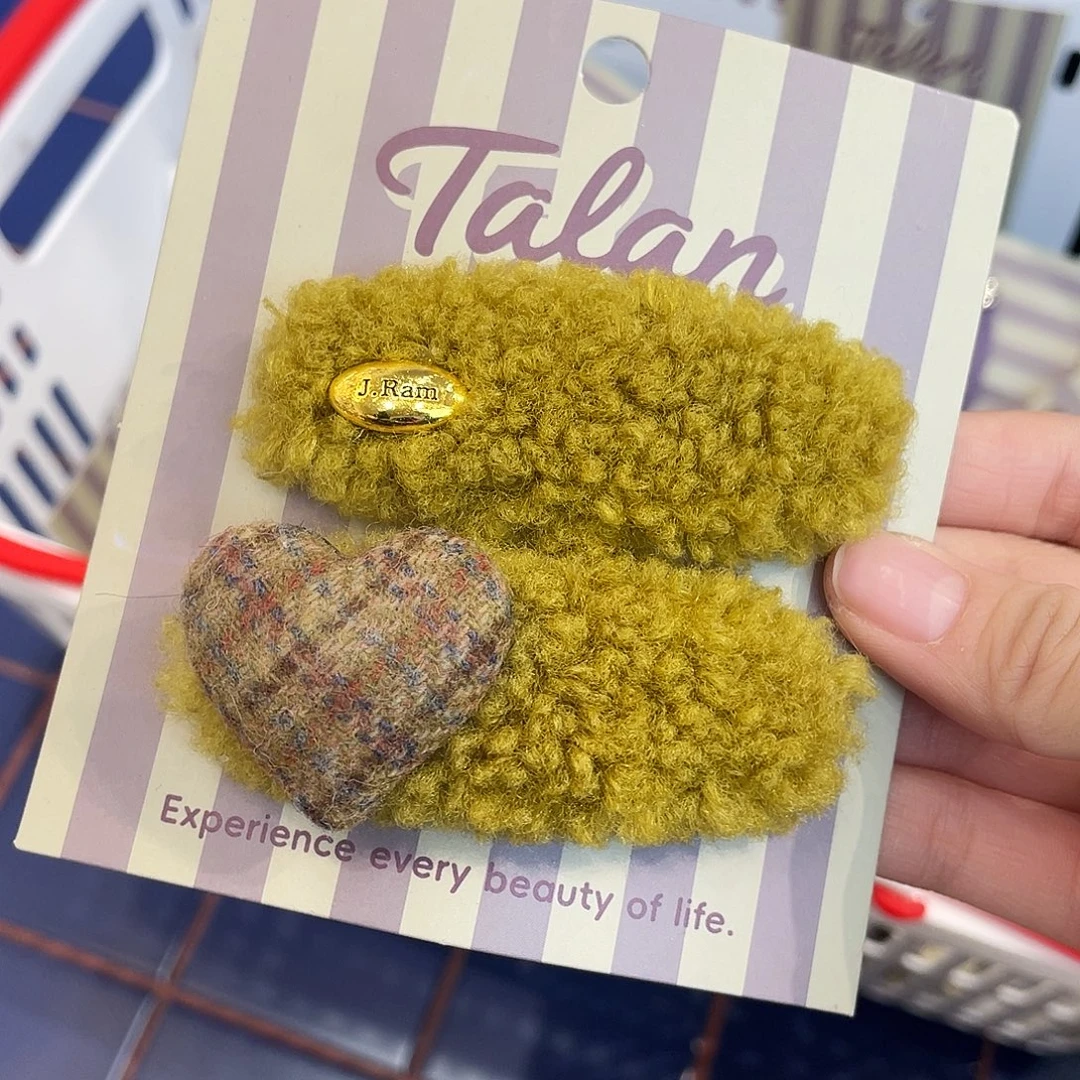 Talan
J.Ram
Experience every beauty of life.